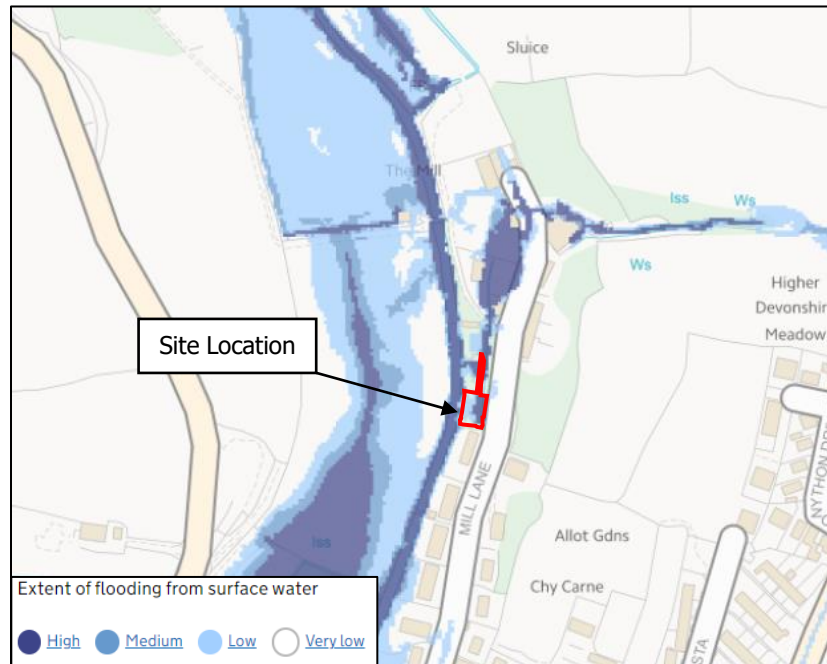 Sluice
The Mill
Iss
Ws
Ws
Higher
Devonshir
Meadow
Site Location
MILL LANE
NYTHON DR
Allot Gdns
Iss
Chy Carne
STA
Extent of flooding from surface water
High Medium Low Very low